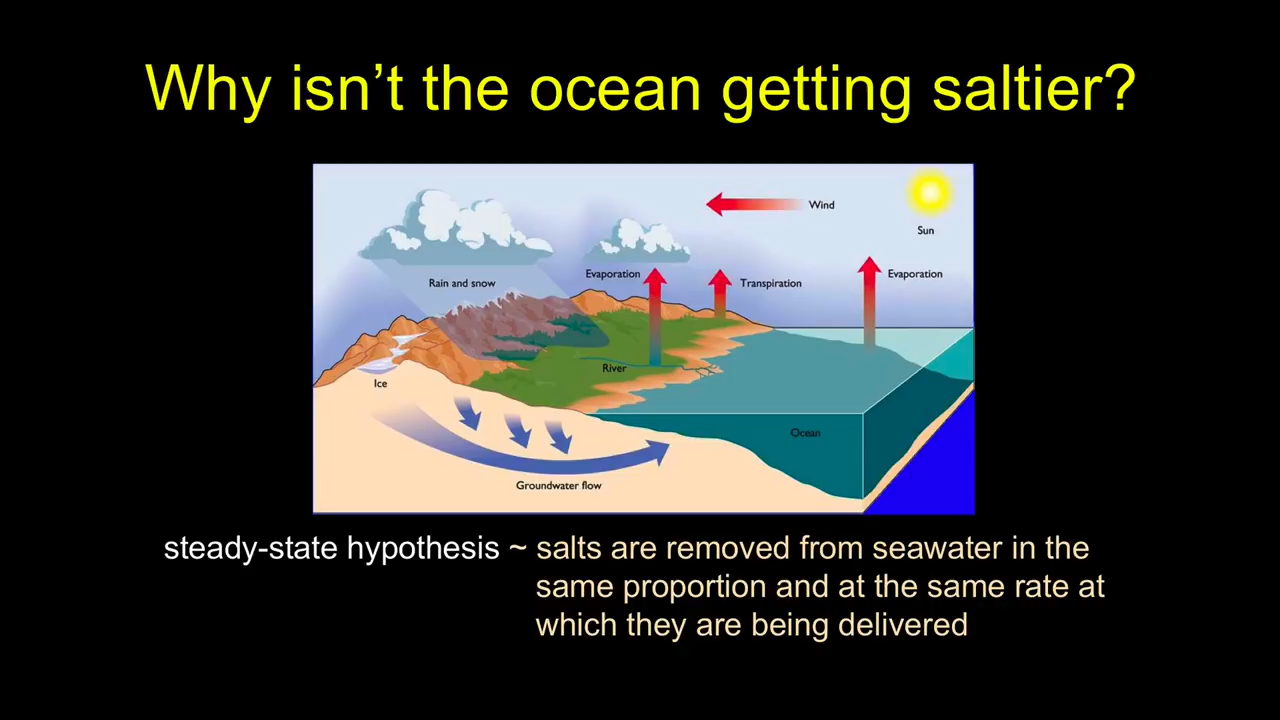 Why isn’t the ocean getting saltier?
Wind
Sun
Rain and snow
Evaporation
Transpiration
Evaporation
River
Ice
Ocean
Groundwater flow
steady-state hypothesis ~ salts are removed from seawater in the
same proportion and at the same rate at
which they are being delivered